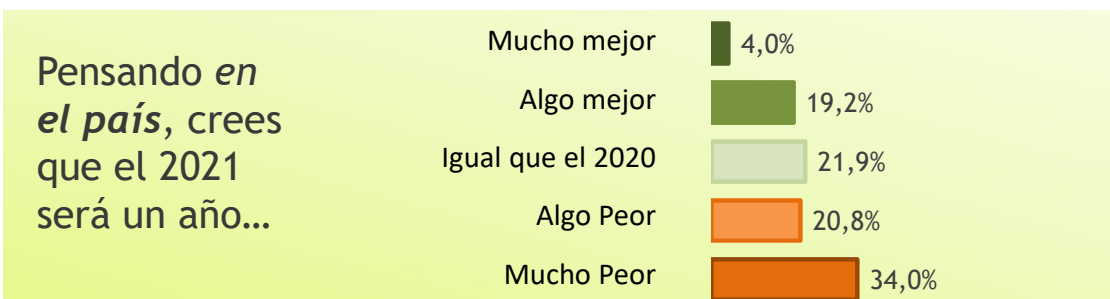 Pensando en
el país, crees
que el 2021
será un año…
Mucho mejor 4,0%
Algo mejor 19,2%
Igual que el 2020 21,9%
Algo Peor 20,8%
Mucho Peor 34,0%